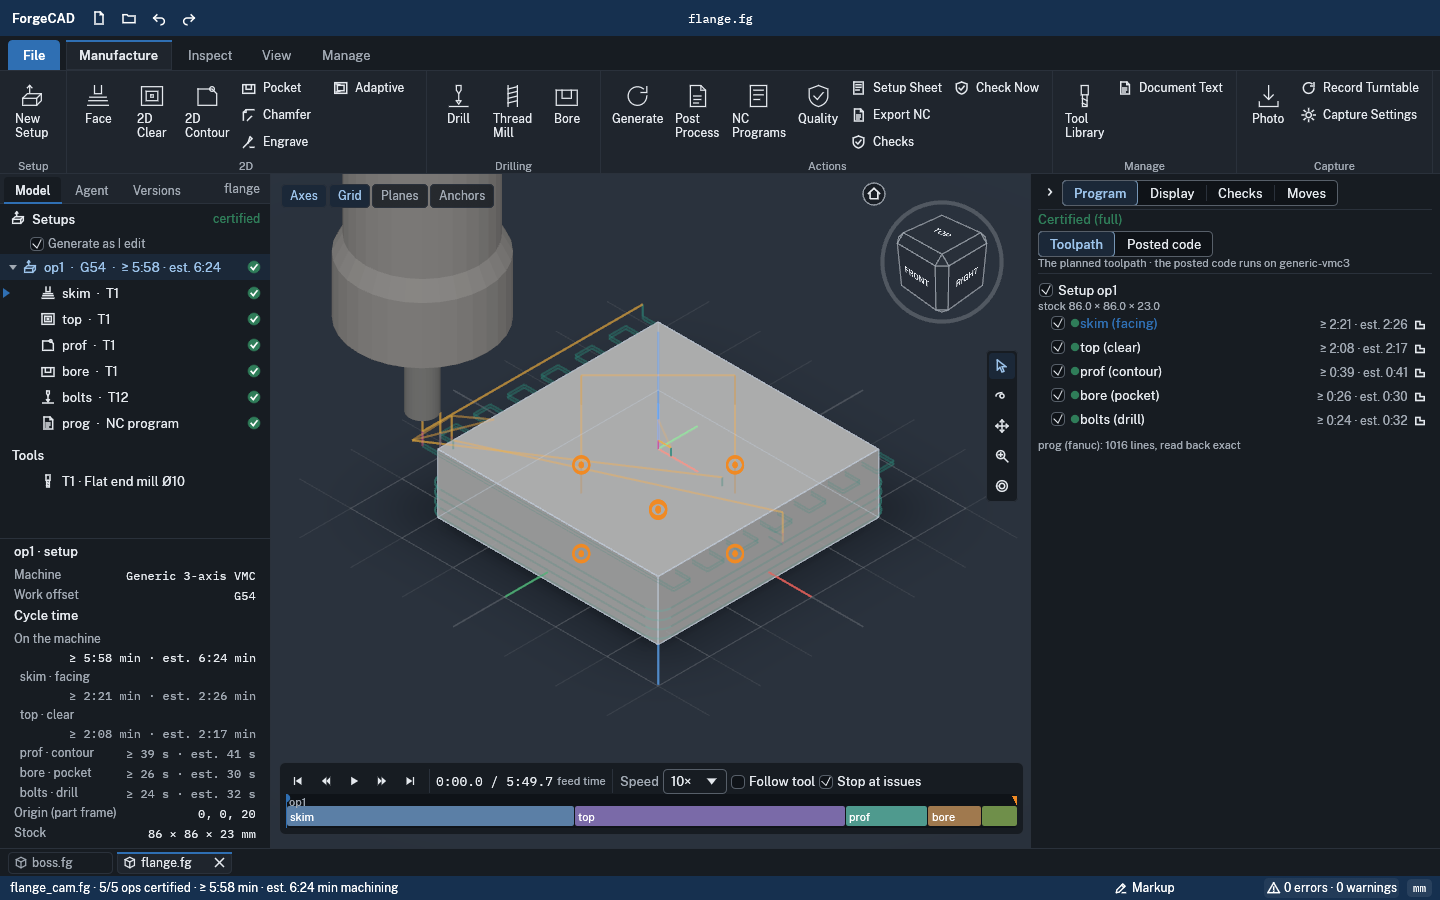 ForgeCAD
flange.fg
File
Manufacture
Inspect
View
Manage
New Setup
Setup
Face
2D Clear
2D Contour
Pocket
Chamfer
Engrave
Adaptive
2D
Drill
Thread Mill
Bore
Drilling
Generate
Post Process
NC Programs
Quality
Setup Sheet
Export NC
Checks
Check Now
Actions
Tool Library
Document Text
Manage
Photo
Record Turntable
Capture Settings
Capture
Model
Agent
Versions
flange
Setups
certified
Generate as I edit
op1 · G54 · ≥ 5:58 · est. 6:24
skim · T1
top · T1
prof · T1
bore · T1
bolts · T12
prog · NC program
Tools
T1 · Flat end mill Ø10
op1 · setup
Machine
Generic 3-axis VMC
Work offset
G54
Cycle time
On the machine
≥ 5:58 min · est. 6:24 min
skim · facing
≥ 2:21 min · est. 2:26 min
top · clear
≥ 2:08 min · est. 2:17 min
prof · contour
≥ 39 s · est. 41 s
bore · pocket
≥ 26 s · est. 30 s
bolts · drill
≥ 24 s · est. 32 s
Origin (part frame)
0, 0, 20
Stock
86 × 86 × 23 mm
Axes
Grid
Planes
Anchors
TOP
FRONT
RIGHT
0:00.0 / 5:49.7 feed time
Speed
10×
Follow tool
Stop at issues
op1
skim
top
prof
bore
Program
Display
Checks
Moves
Certified (full)
Toolpath
Posted code
The planned toolpath · the posted code runs on generic-vmc3
Setup op1
stock 86.0 × 86.0 × 23.0
skim (facing)
≥ 2:21 · est. 2:26
top (clear)
≥ 2:08 · est. 2:17
prof (contour)
≥ 0:39 · est. 0:41
bore (pocket)
≥ 0:26 · est. 0:30
bolts (drill)
≥ 0:24 · est. 0:32
prog (fanuc): 1016 lines, read back exact
boss.fg
flange.fg
flange_cam.fg · 5/5 ops certified · ≥ 5:58 min · est. 6:24 min machining
Markup
0 errors · 0 warnings
mm